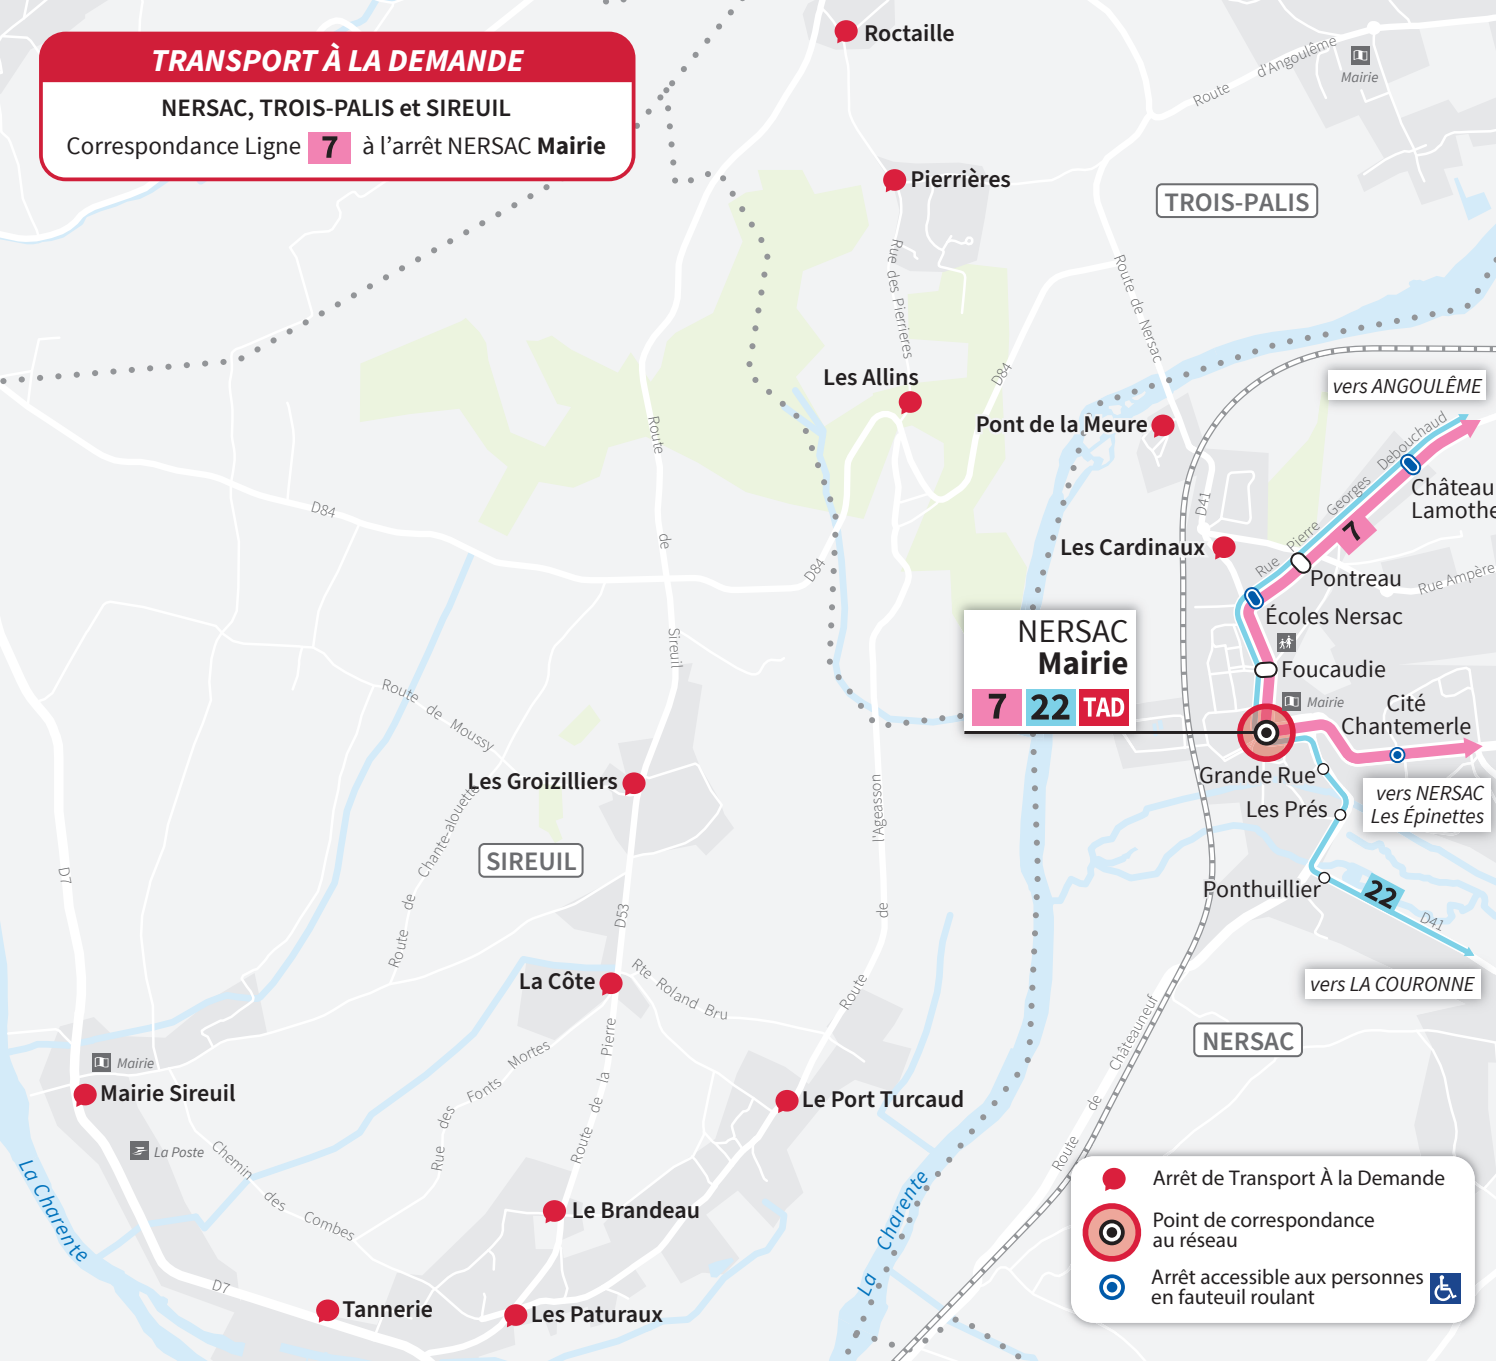 TRANSPORT À LA DEMANDE
NERSAC, TROIS-PALIS et SIREUIL
Correspondance Ligne 7 à l'arrêt NERSAC Mairie
Roctaille
Route d'Angoulême
Mairie
Pierrières
TROIS-PALIS
Rue des Pierrieres
Route de Nersac
Les Allins
D84
vers ANGOULÊME
Pont de la Meure
Rue Pierre Georges Debouchaud
Château
Lamothe
Route de Sireuil
D84
D41
7
Les Cardinaux
D84
Pontreau
Rue Ampère
Écoles Nersac
NERSAC
Mairie
7 22 TAD
Foucaudie
Mairie
Cité
Chantemerle
Route de Moussy
Grande Rue
Les Groizilliers
vers NERSAC
Les Épinettes
Les Prés
Route de l'Ageasson
Route de Chante-alouette
SIREUIL
D7
Ponthuillier
22
D41
D53
La Côte
Rte Roland Bru
vers LA COURONNE
NERSAC
Route de Châteauneuf
Mairie
Mairie Sireuil
Rue des Fonts Mortes
Route de la Pierre
Le Port Turcaud
La Poste
Chemin des Combes
La Charente
Le Brandeau
La Charente
D7
Tannerie
Les Paturaux
Arrêt de Transport À la Demande
Point de correspondance
au réseau
Arrêt accessible aux personnes
en fauteuil roulant